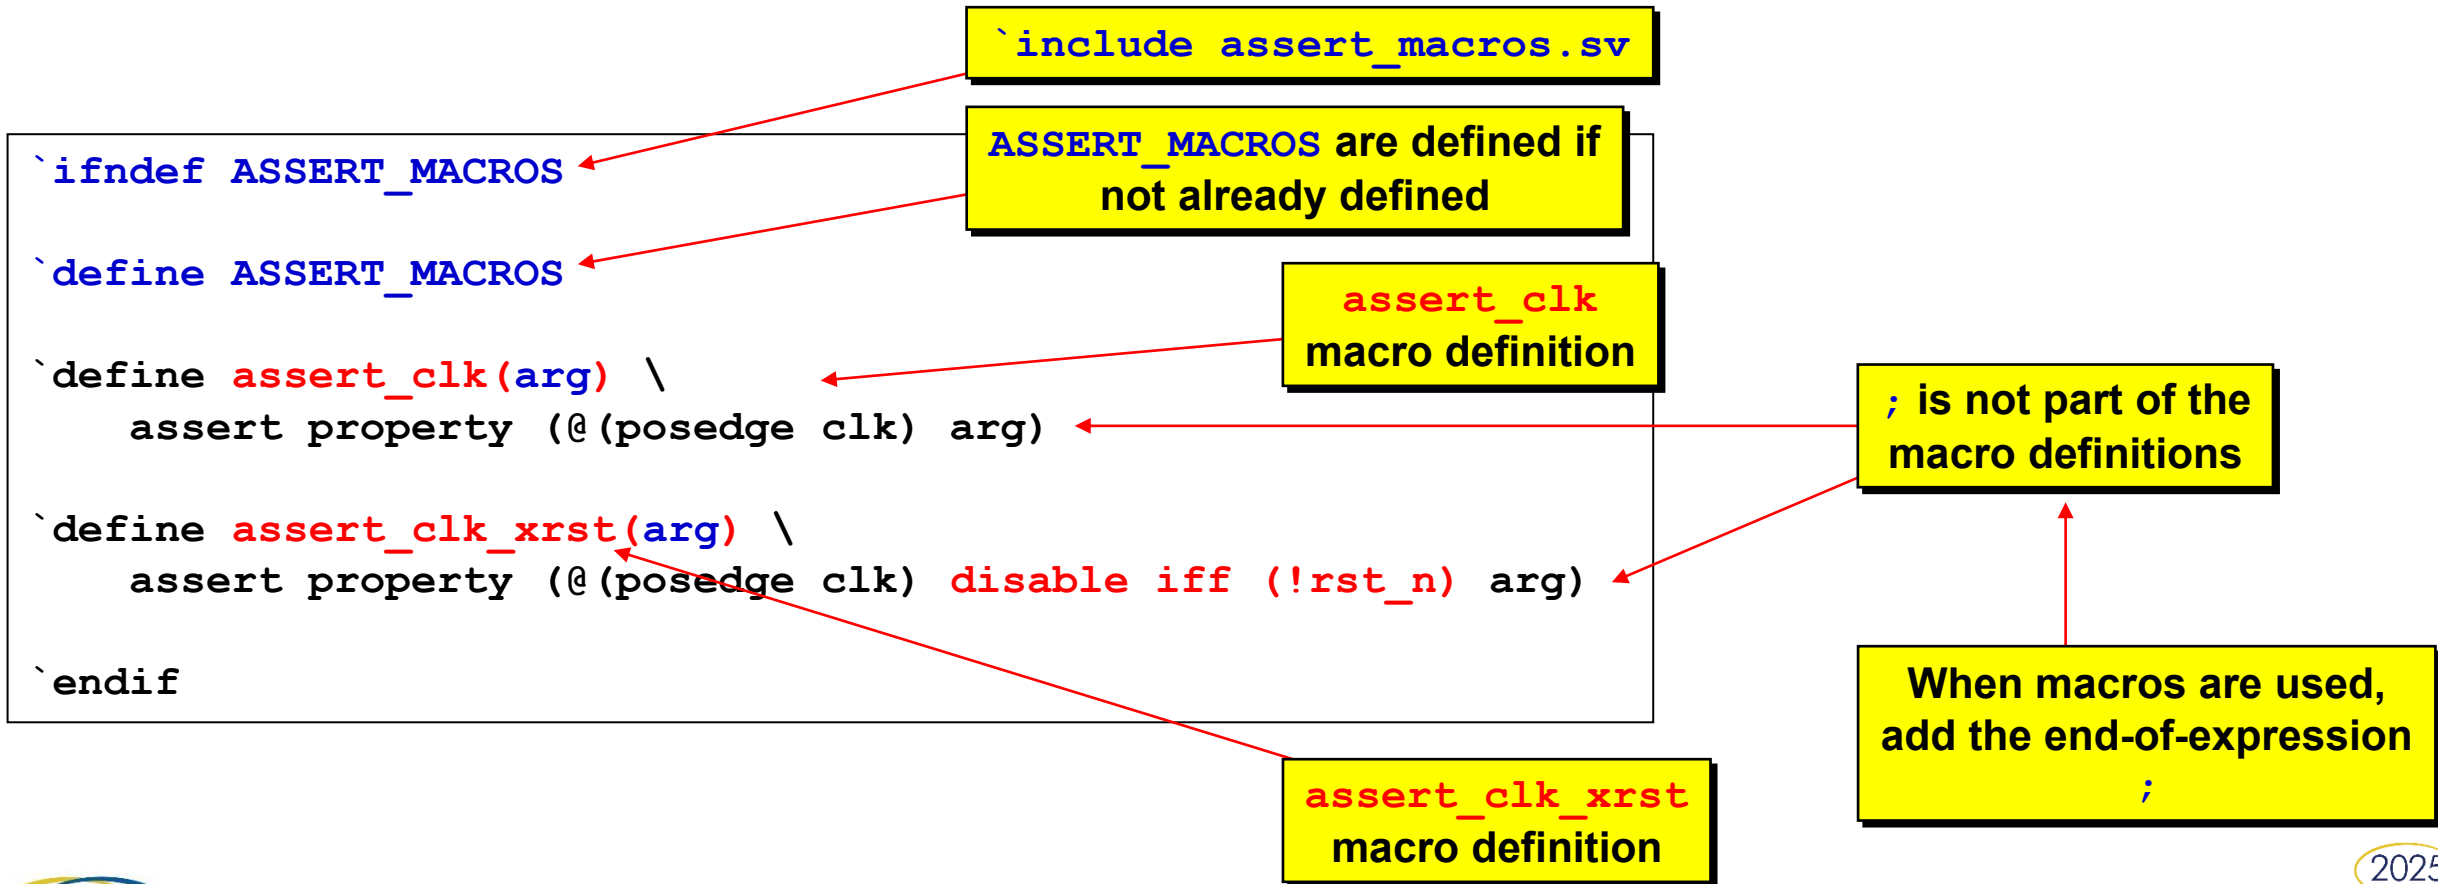 `include assert_macros.sv
`ifndef ASSERT_MACROS
ASSERT_MACROS are defined if
not already defined
`define ASSERT_MACROS
assert_clk
macro definition
`define assert_clk(arg) \
assert property (@(posedge clk) arg)
; is not part of the
macro definitions
`define assert_clk_xrst(arg) \
assert property (@(posedge clk) disable iff (!rst_n) arg)
`endif
When macros are used,
add the end-of-expression
;
assert_clk_xrst
macro definition
2025